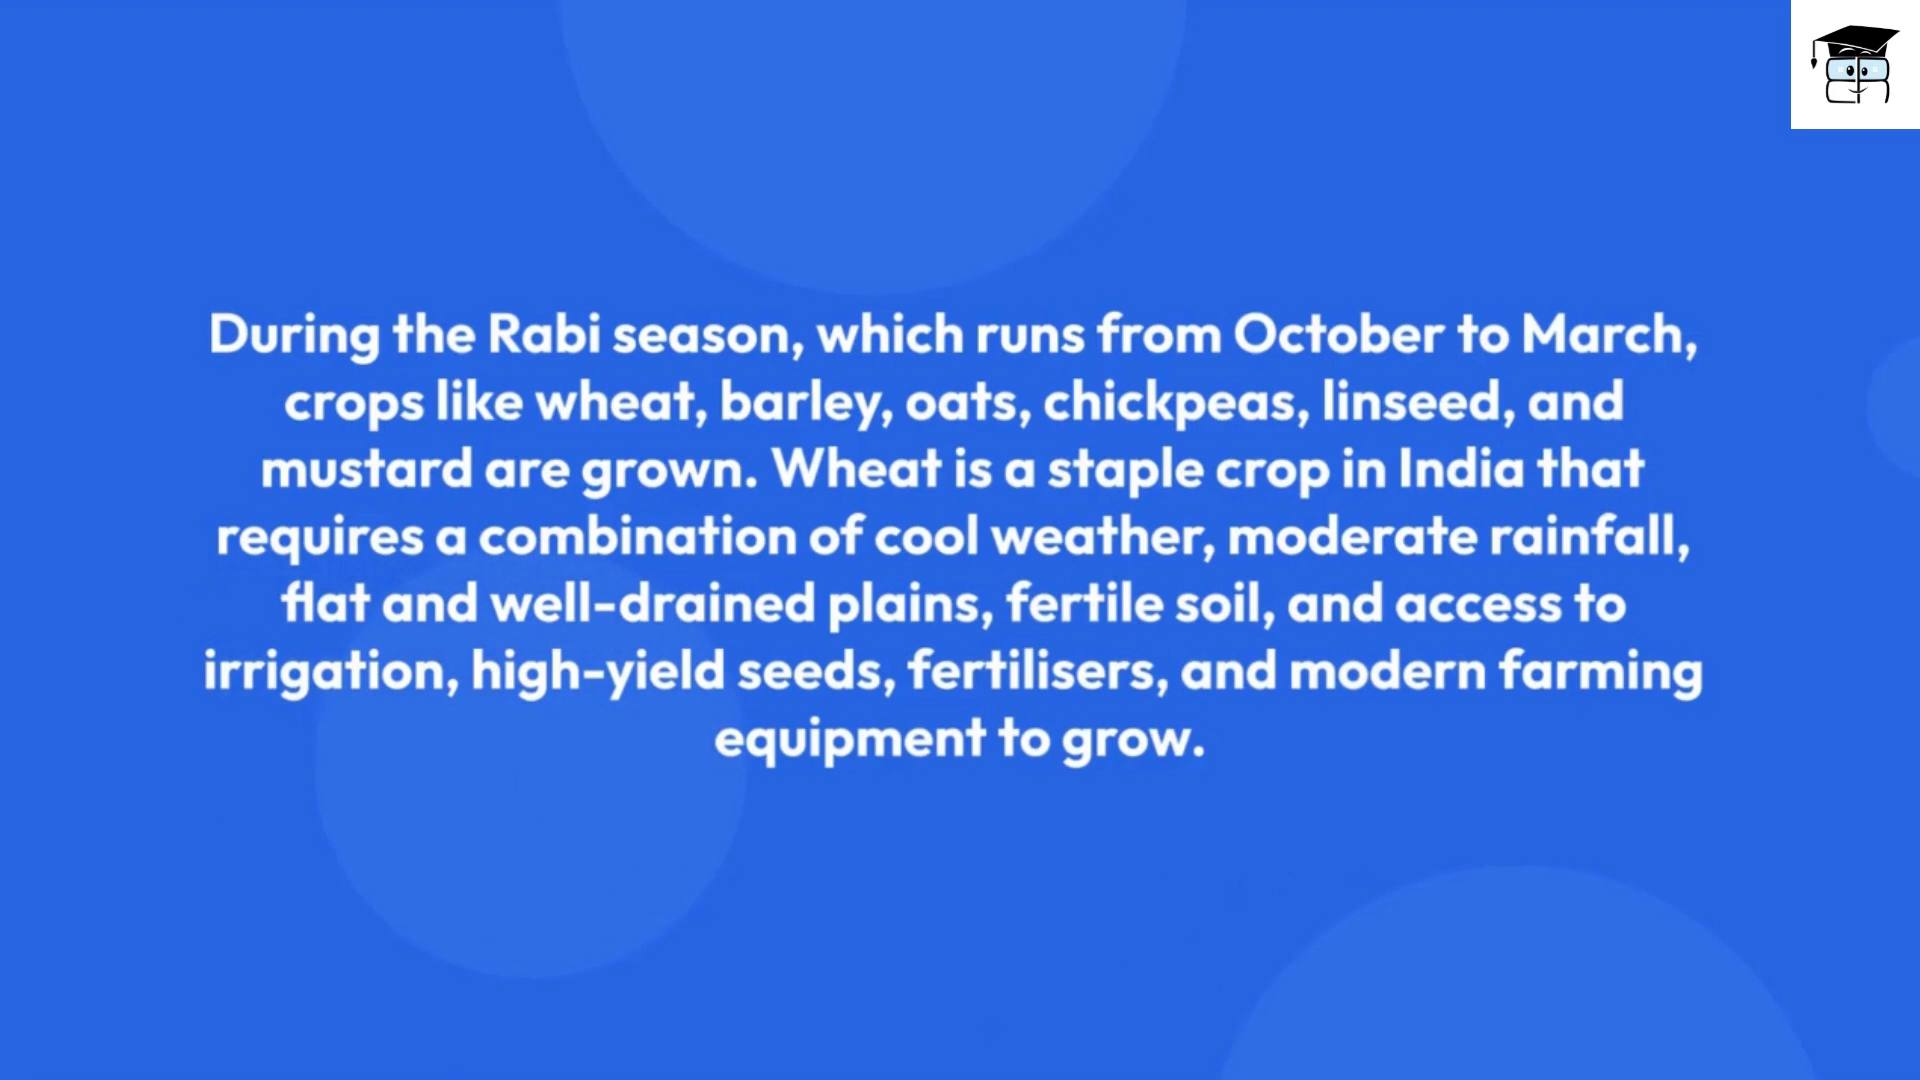 During the Rabi season, which runs from October to March,
crops like wheat, barley, oats, chickpeas, linseed, and
mustard are grown. Wheat is a staple crop in India that
requires a combination of cool weather, moderate rainfall,
flat and well-drained plains, fertile soil, and access to
irrigation, high-yield seeds, fertilisers, and modern farming
equipment to grow.